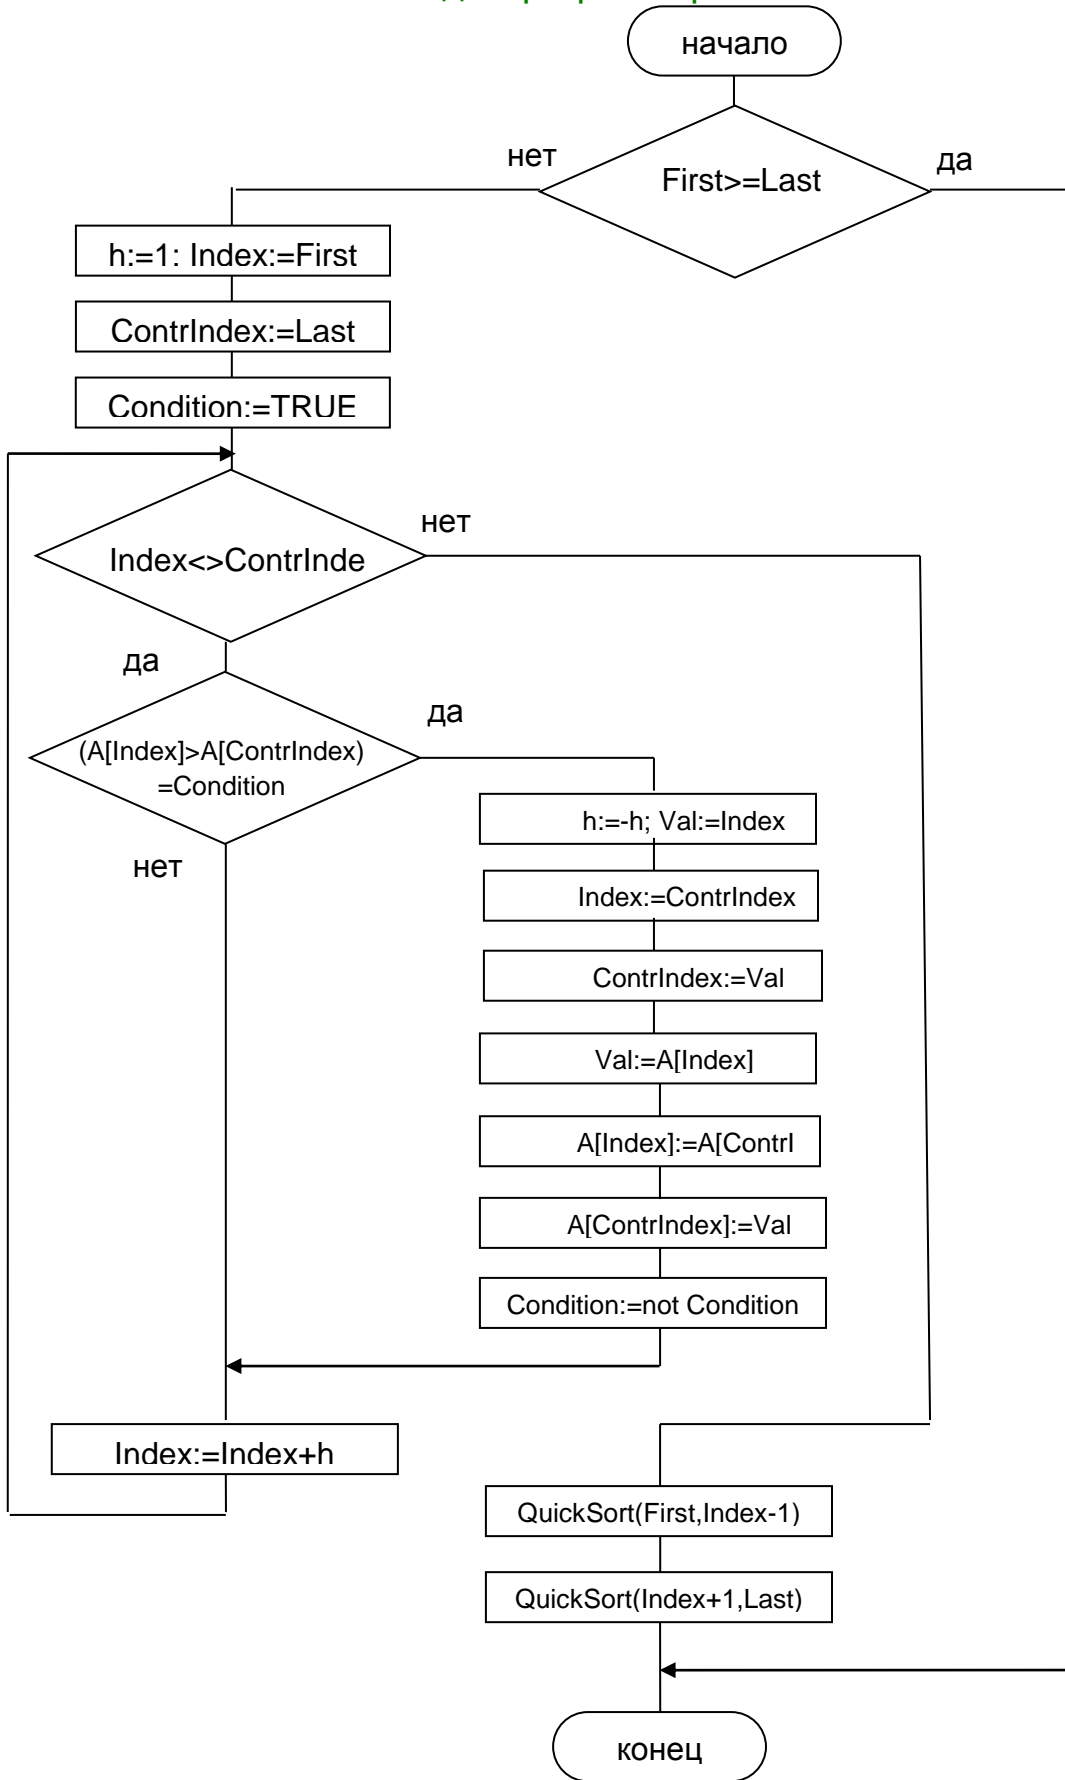 начало
нет
да
First>=Last
h:=1: Index:=First
ContrIndex:=Last
Condition:=TRUE
нет
Index<>ContrInde
да
да
(A[Index]>A[ContrIndex)
=Condition
нет
h:=-h; Val:=Index
Index:=ContrIndex
ContrIndex:=Val
Val:=A[Index]
A[Index]:=A[ContrI
A[ContrIndex]:=Val
Condition:=not Condition
Index:=Index+h
QuickSort(First,Index-1)
QuickSort(Index+1,Last)
конец